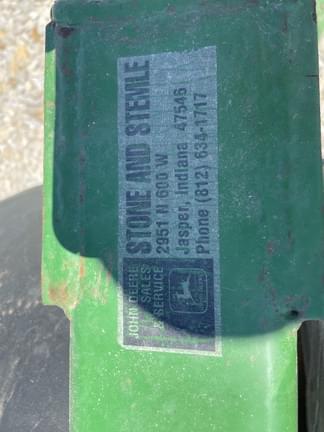 JOHN DEERE
SALES
& SERVICE
STONE AND STEMLE
2951 N 600 W
Jasper, Indiana 47546
Phone (812) 634-1717